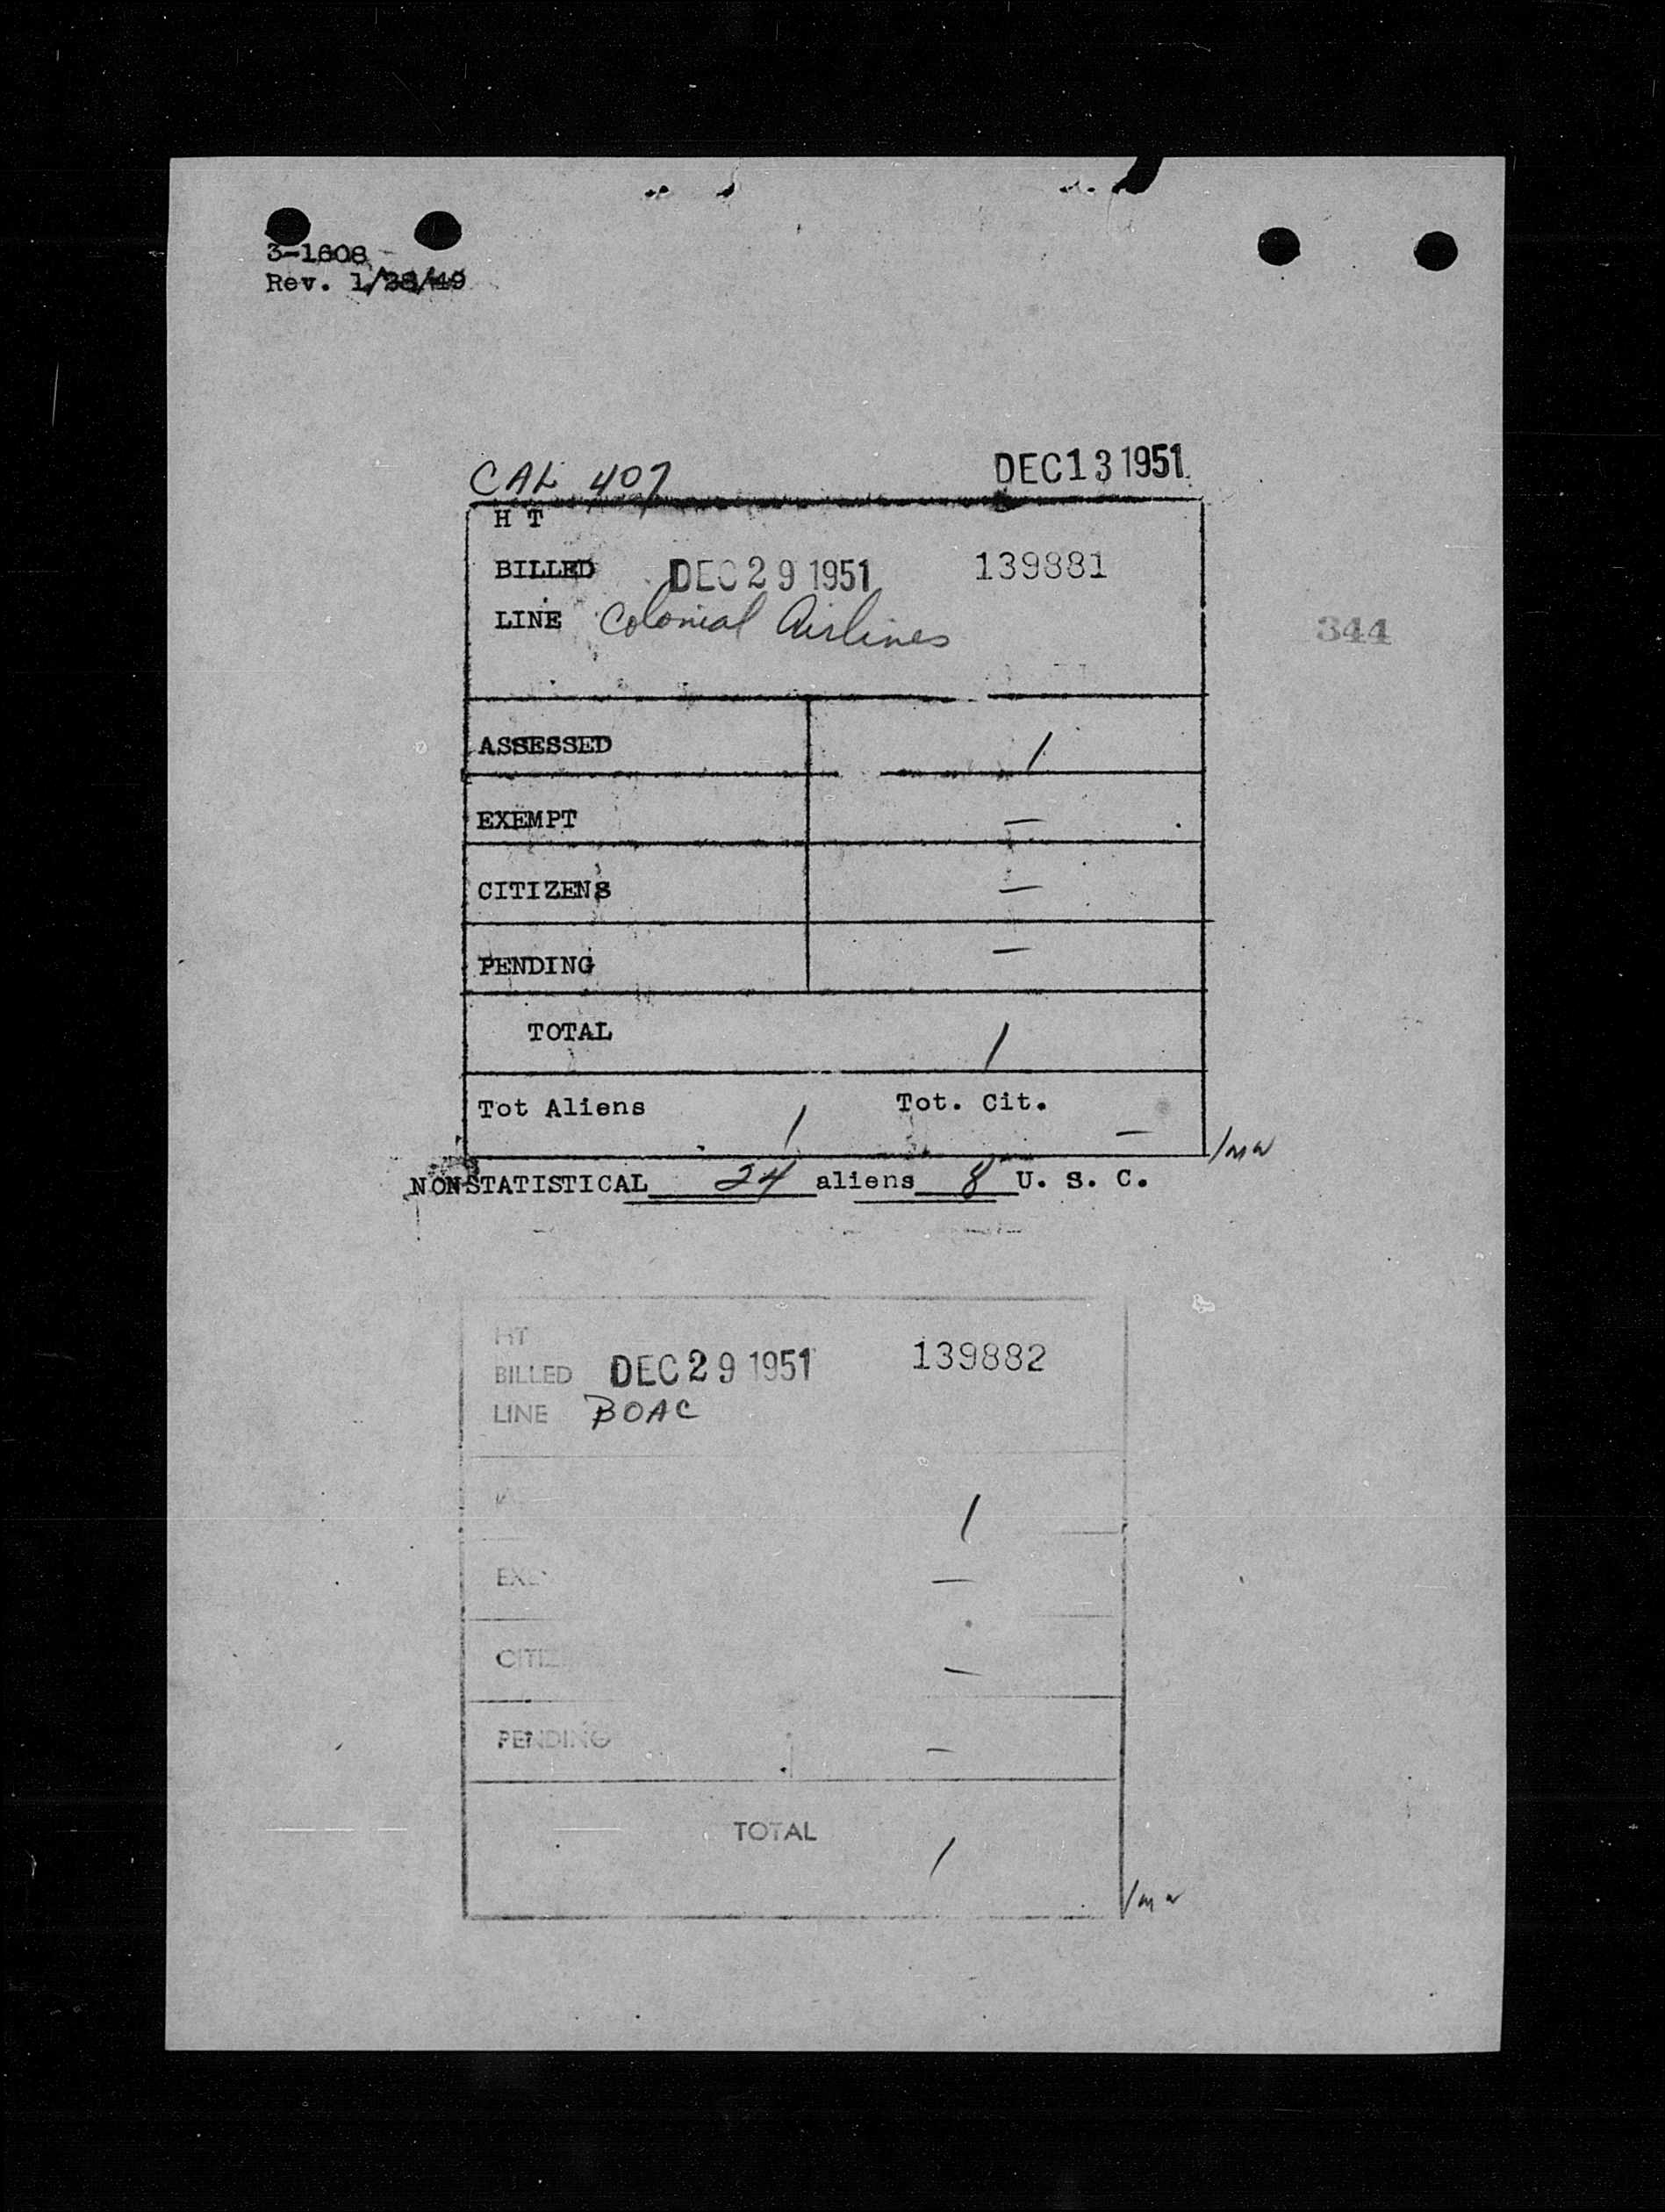 3-1608
Rev. 1/28/49
CAL 407 DEC 13 1951
H T
BILLED DEC 29 1951 139881
LINE Colonial Airlines
344
ASSESSED 1
EXEMPT —
CITIZENS —
PENDING —
TOTAL 1
Tot Aliens 1 Tot. Cit. —
/mw
NONSTATISTICAL 24 aliens 8 U. S. C.
HT
BILLED DEC 29 1951 139882
LINE BOAC
1
—
—
PENDING —
TOTAL
1
/mw